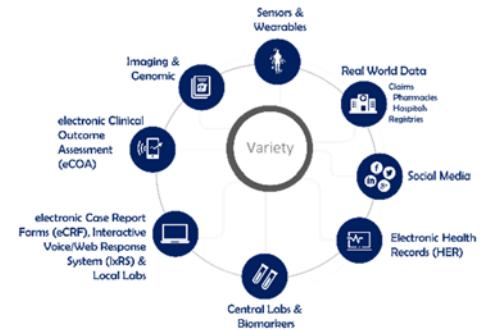 Sensors &
Wearables
Real World Data
Claims
Pharmacies
Hospitals
Registries
Social Media
Electronic Health
Records (HER)
Central Labs &
Biomarkers
electronic Case Report
Forms (eCRF), Interactive
Voice/Web Response
System (IxRS) &
Local Labs
electronic Clinical
Outcome
Assessment
(eCOA)
Imaging &
Genomic
Variety